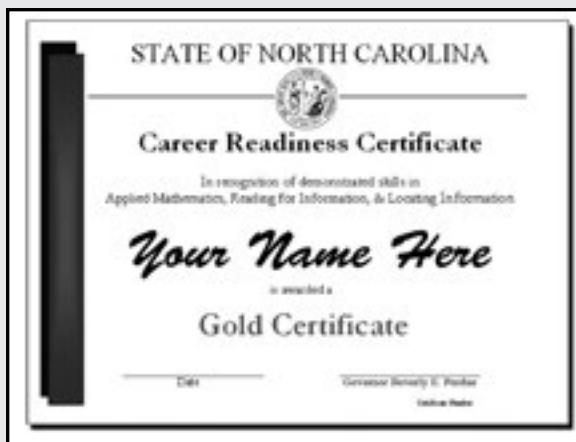 STATE OF NORTH CAROLINA
Career Readiness Certificate
In recognition of demonstrated skills in
Applied Mathematics, Reading for Information, & Locating Information
Your Name Here
is awarded a
Gold Certificate
Date
Governor Beverly E. Perdue